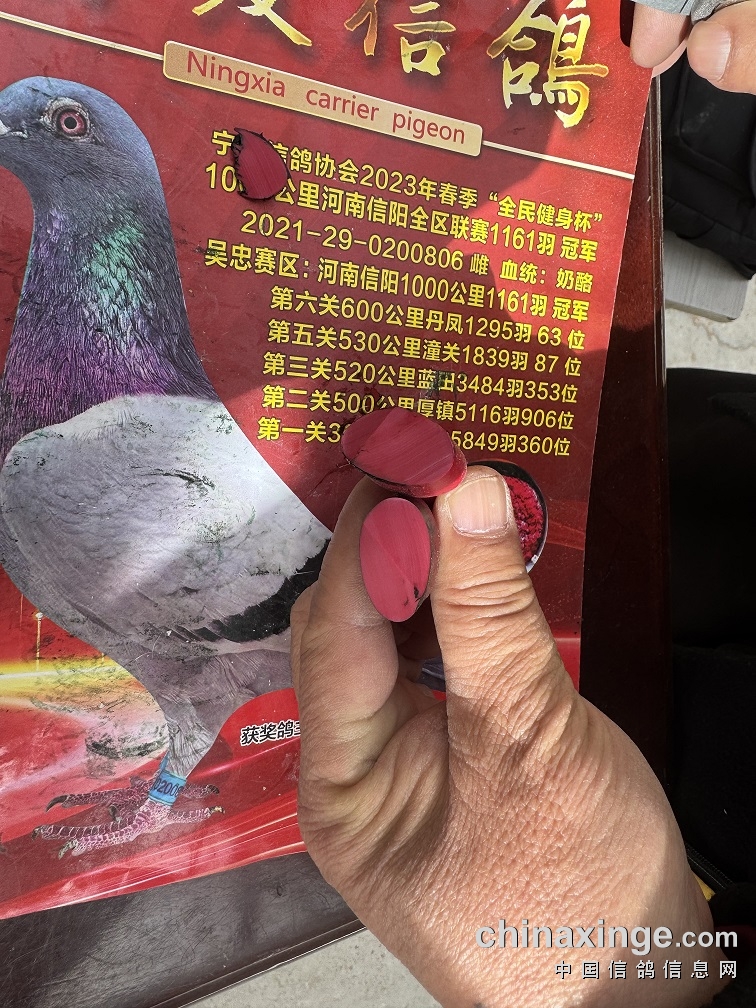 信鸽
Ningxia carrier pigeon
宁 信鸽协会2023年春季“全民健身杯”
10 公里河南信阳全区联赛1161羽 冠军
2021-29-0200806 雌 血统：奶酪
吴忠赛区：河南信阳1000公里1161羽 冠军
第六关600公里丹凤1295羽 63 位
第五关530公里潼关1839羽 87 位
第三关520公里蓝田3484羽353位
第二关500公里厚镇5116羽906位
第一关3 5849羽360位
获奖鸽
chinaxinge.com
中国信鸽信息网